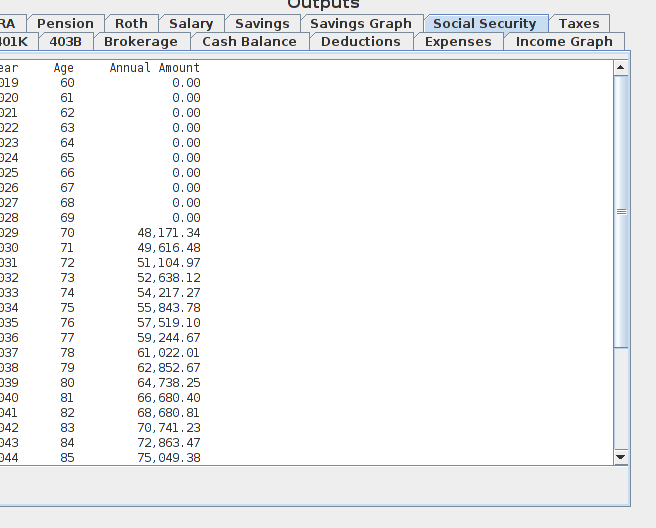 Outputs
RA Pension Roth Salary Savings Savings Graph Social Security Taxes
401K 403B Brokerage Cash Balance Deductions Expenses Income Graph
ear Age Annual Amount
019 60 0.00
020 61 0.00
021 62 0.00
022 63 0.00
023 64 0.00
024 65 0.00
025 66 0.00
026 67 0.00
027 68 0.00
028 69 0.00
029 70 48,171.34
030 71 49,616.48
031 72 51,104.97
032 73 52,638.12
033 74 54,217.27
034 75 55,843.78
035 76 57,519.10
036 77 59,244.67
037 78 61,022.01
038 79 62,852.67
039 80 64,738.25
040 81 66,680.40
041 82 68,680.81
042 83 70,741.23
043 84 72,863.47
044 85 75,049.38